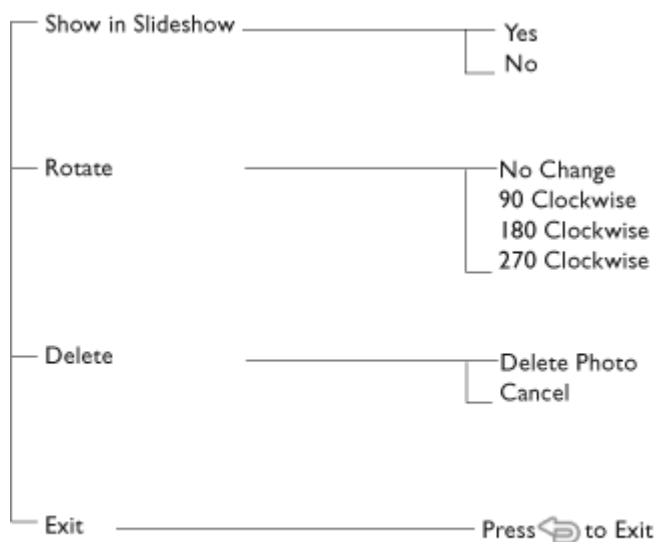 Show in Slideshow
Yes
No
Rotate
No Change
90 Clockwise
180 Clockwise
270 Clockwise
Delete
Delete Photo
Cancel
Exit
Press to Exit